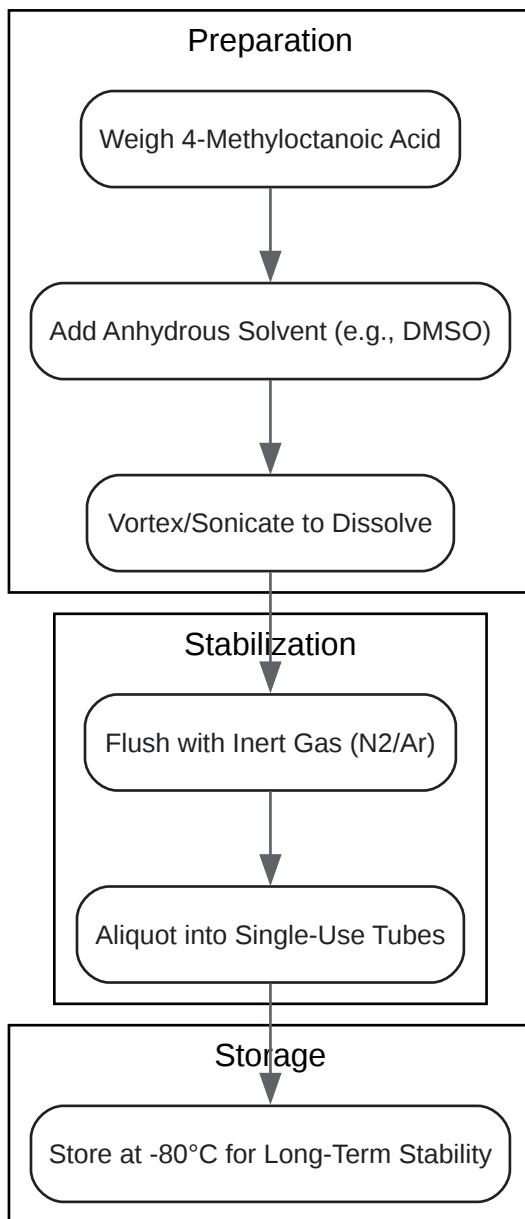 Preparation
Weigh 4-Methyloctanoic Acid
Add Anhydrous Solvent (e.g., DMSO)
Vortex/Sonicate to Dissolve
Stabilization
Flush with Inert Gas (N2/Ar)
Aliquot into Single-Use Tubes
Storage
Store at -80°C for Long-Term Stability